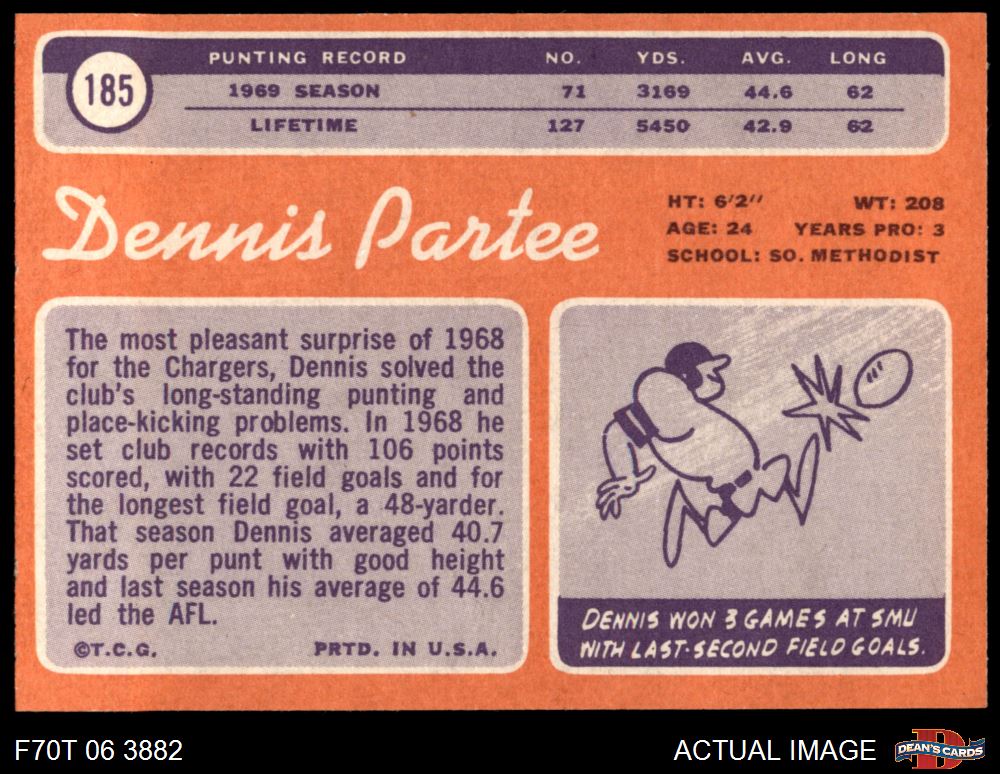 185
PUNTING RECORD NO. YDS. AVG. LONG
1969 SEASON 71 3169 44.6 62
LIFETIME 127 5450 42.9 62
Dennis Partee
HT: 6'2" WT: 208
AGE: 24 YEARS PRO: 3
SCHOOL: SO. METHODIST
The most pleasant surprise of 1968
for the Chargers, Dennis solved the
club's long-standing punting and
place-kicking problems. In 1968 he
set club records with 106 points
scored, with 22 field goals and for
the longest field goal, a 48-yarder.
That season Dennis averaged 40.7
yards per punt with good height
and last season his average of 44.6
led the AFL.
©T.C.G. PRTD. IN U.S.A.
DENNIS WON 3 GAMES AT SMU
WITH LAST-SECOND FIELD GOALS.
F70T 06 3882
ACTUAL IMAGE
D
DEAN'S CARDS